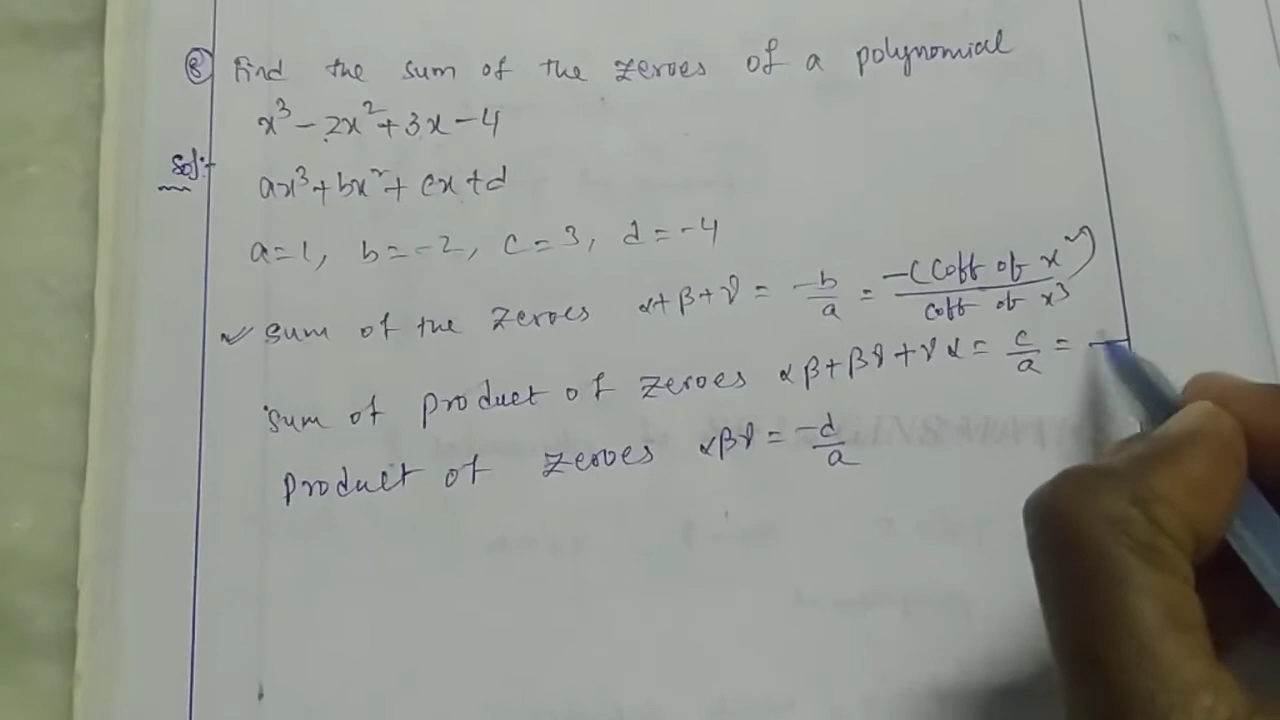 ⑧ Find the sum of the zeroes of a polynomial
x³ - 2x² + 3x - 4
Sol:-
ax³ + bx² + cx + d
a=1, b=-2, c=3, d=-4
✓ sum of the zeroes α+β+γ = -b/a = -(Coff of x²)/coff of x³
sum of product of zeroes αβ+βγ+γα = c/a =
product of zeroes αβγ = -d/a